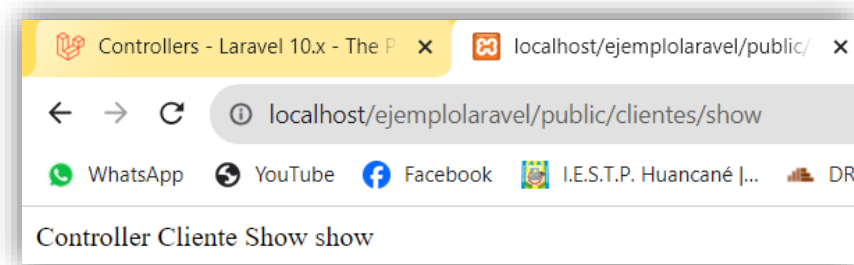 Controllers - Laravel 10.x - The P
localhost/ejemplolaravel/public/
localhost/ejemplolaravel/public/clientes/show
WhatsApp YouTube Facebook I.E.S.T.P. Huancané |... DR
Controller Cliente Show show